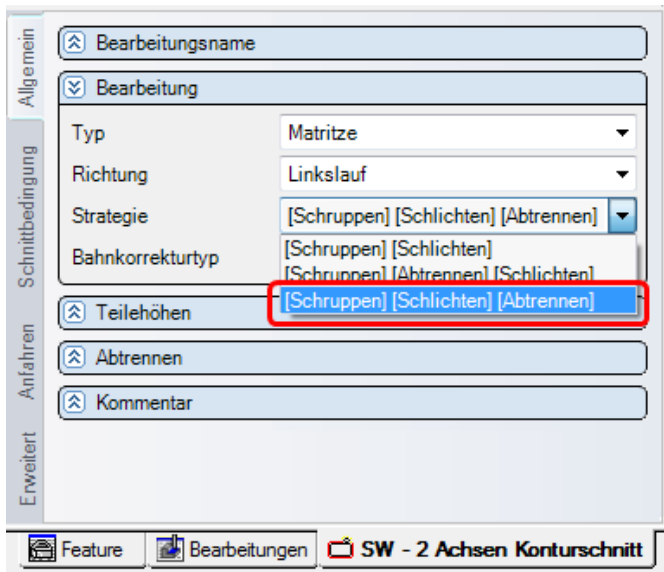 Allgemein
Schnittbedingung
Anfahren
Erweitert
Bearbeitungsname
Bearbeitung
Typ Matritze
Richtung Linkslauf
Strategie [Schruppen] [Schlichten] [Abtrennen]
Bahnkorrekturtyp [Schruppen] [Schlichten]
[Schruppen] [Abtrennen] [Schlichten]
[Schruppen] [Schlichten] [Abtrennen]
Teilehöhen
Abtrennen
Kommentar
Feature Bearbeitungen SW - 2 Achsen Konturschnitt